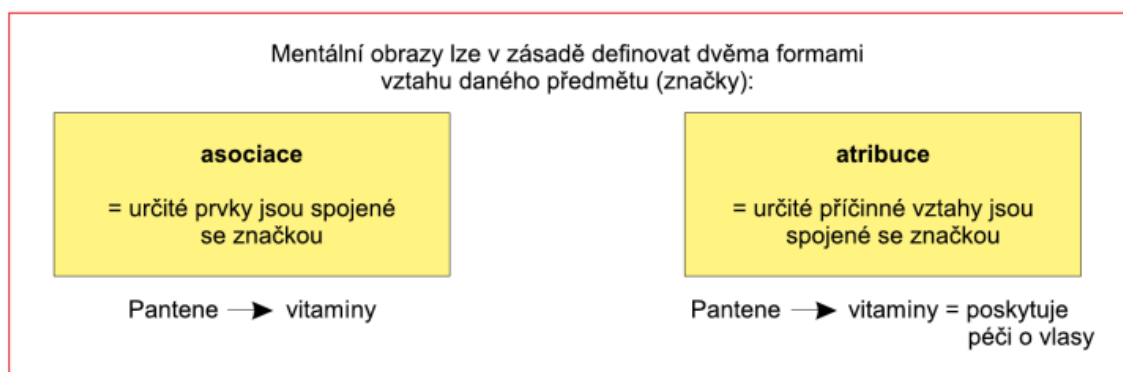 Mentální obrazy lze v zásadě definovat dvěma formami
vztahu daného předmětu (značky):
asociace
= určité prvky jsou spojené
se značkou
Pantene → vitaminy
atribuce
= určité příčinné vztahy jsou
spojené se značkou
Pantene → vitaminy = poskytuje
péči o vlasy